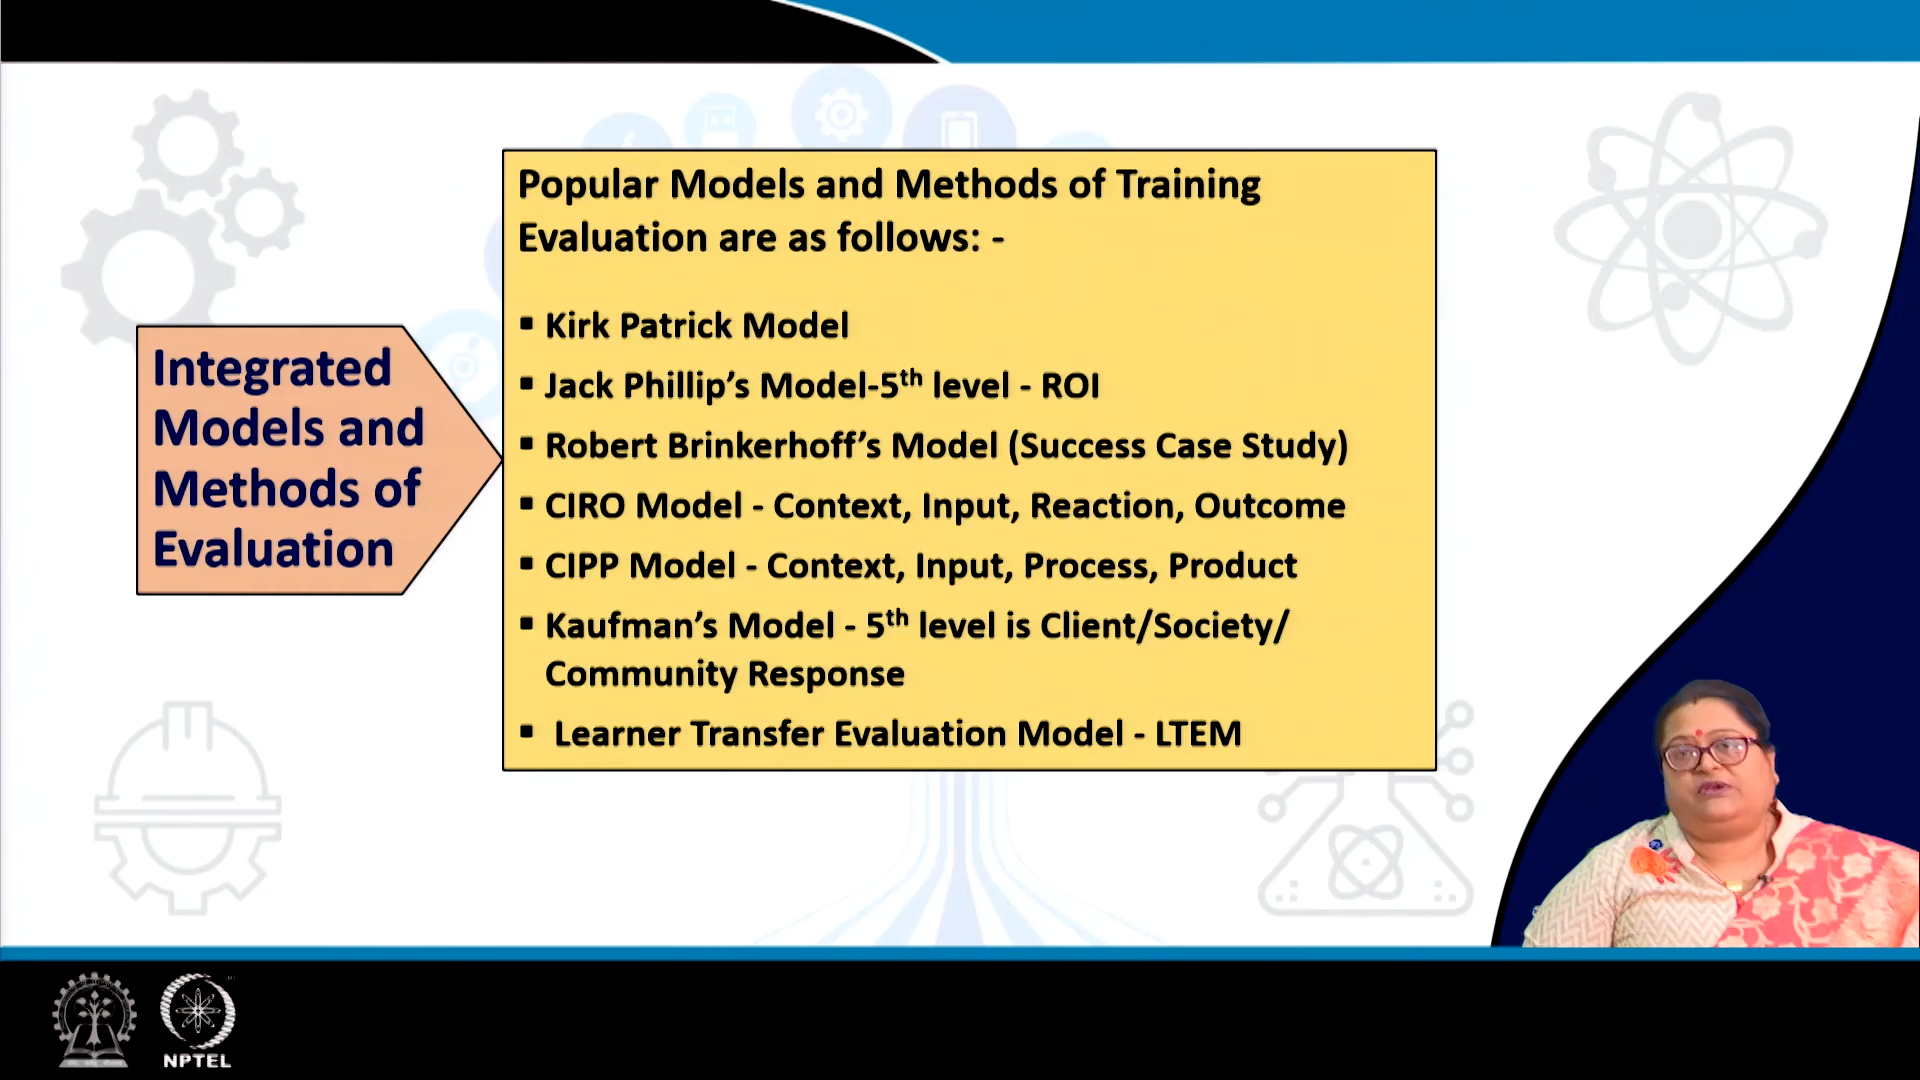 Integrated
Models and
Methods of
Evaluation
Popular Models and Methods of Training
Evaluation are as follows: -
▪ Kirk Patrick Model
▪ Jack Phillip’s Model-5th level - ROI
▪ Robert Brinkerhoff’s Model (Success Case Study)
▪ CIRO Model - Context, Input, Reaction, Outcome
▪ CIPP Model - Context, Input, Process, Product
▪ Kaufman’s Model - 5th level is Client/Society/
Community Response
▪ Learner Transfer Evaluation Model - LTEM
NPTEL